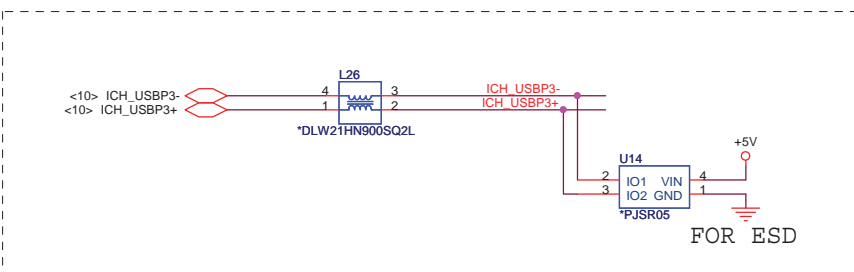 L26
<10> ICH_USBP3- 4 3 ICH_USBP3-
<10> ICH_USBP3+ 1 2 ICH_USBP3+
*DLW21HN900SQ2L
+5V
U14
2 IO1 VIN 4
3 IO2 GND 1
*PJSR05
FOR ESD